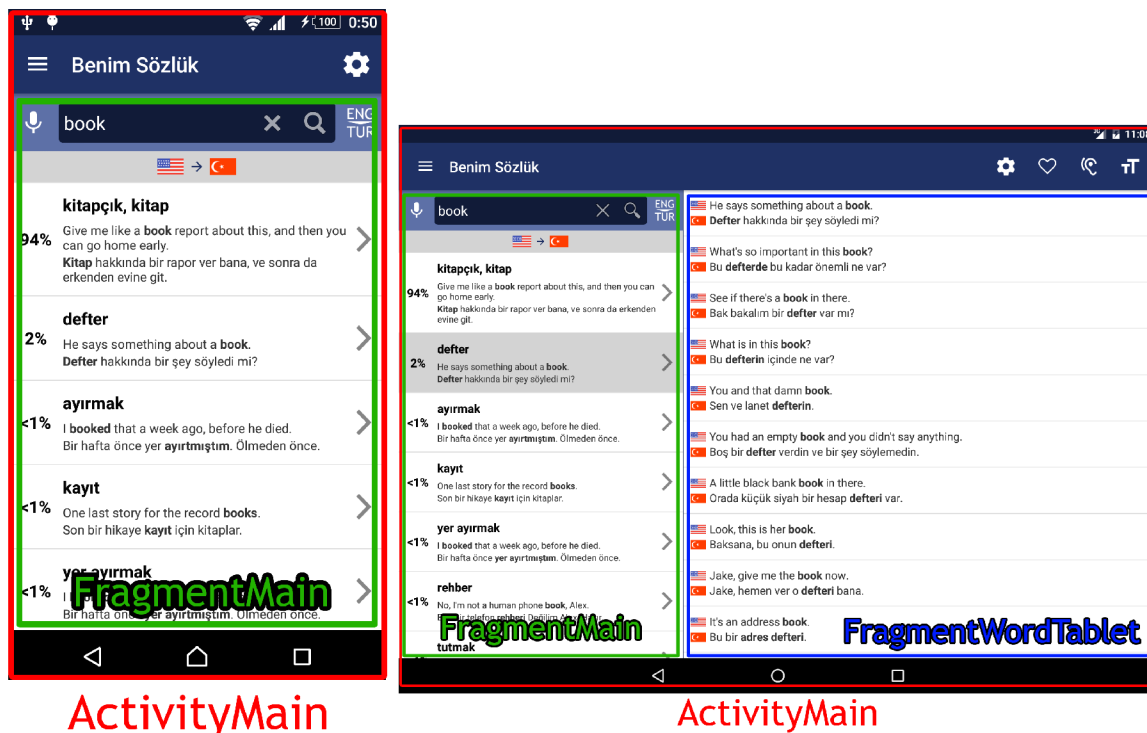 100 0:50
Benim Sözlük
book
ENG
TUR
kitapçık, kitap
94%
Give me like a book report about this, and then you
can go home early.
Kitap hakkında bir rapor ver bana, ve sonra da
erkenden evine git.
defter
2%
He says something about a book.
Defter hakkında bir şey söyledi mi?
ayırmak
<1%
I booked that a week ago, before he died.
Bir hafta önce yer ayırtmıştım. Ölmeden önce.
kayıt
<1%
One last story for the record books.
Son bir hikaye kayıt için kitaplar.
yer ayırmak
<1%
FragmentMain
Bir hafta önce yer ayırtmıştım. Ölmeden önce.
ActivityMain
11:08
Benim Sözlük
TT
book
ENG
TUR
kitapçık, kitap
94%
Give me like a book report about this, and then you can
go home early.
Kitap hakkında bir rapor ver bana, ve sonra da erkenden
evine git.
defter
2%
He says something about a book.
Defter hakkında bir şey söyledi mi?
ayırmak
<1%
I booked that a week ago, before he died.
Bir hafta önce yer ayırtmıştım. Ölmeden önce.
kayıt
<1%
One last story for the record books.
Son bir hikaye kayıt için kitaplar.
yer ayırmak
<1%
I booked that a week ago, before he died.
Bir hafta önce yer ayırtmıştım. Ölmeden önce.
rehber
<1%
No, I'm not a human phone book, Alex.
telefon rehberi Değilim
FragmentMain
tutmak
He says something about a book.
Defter hakkında bir şey söyledi mi?
What's so important in this book?
Bu defterde bu kadar önemli ne var?
See if there's a book in there.
Bak bakalım bir defter var mı?
What is in this book?
Bu defterin içinde ne var?
You and that damn book.
Sen ve lanet defterin.
You had an empty book and you didn't say anything.
Boş bir defter verdin ve bir şey söylemedin.
A little black bank book in there.
Orada küçük siyah bir hesap defteri var.
Look, this is her book.
Baksana, bu onun defteri.
Jake, give me the book now.
Jake, hemen ver o defteri bana.
It's an address book.
Bu bir adres defteri.
FragmentWordTablet
ActivityMain